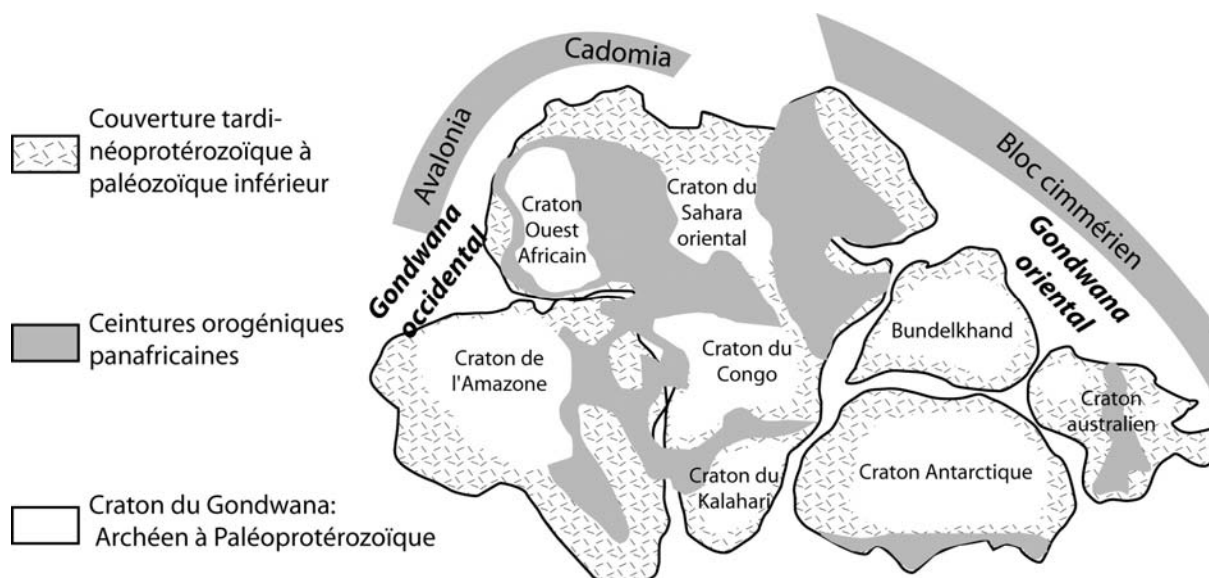 Couverture tardi-
néoprotérozoïque à
paléozoïque inférieur
Ceintures orogéniques
panafricaines
Craton du Gondwana:
Archéen à Paléoprotérozoïque
Cadomia
Avalonia
Bloc cimmérien
Gondwana
occidental
Gondwana
oriental
Craton
Ouest
Africain
Craton du
Sahara
oriental
Bundelkhand
Craton de
l'Amazone
Craton du
Congo
Craton
australien
Craton du
Kalahari
Craton Antarctique